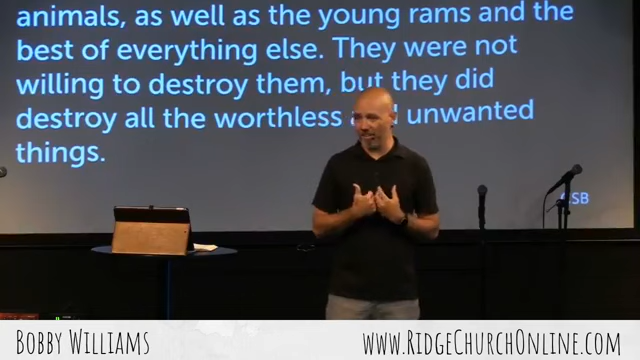 animals, as well as the young rams and the
best of everything else. They were not
willing to destroy them, but they did
destroy all the worthless unwanted
things.
SB
BOBBY WILLIAMS
WWW.RIDGECHURCHONLINE.COM